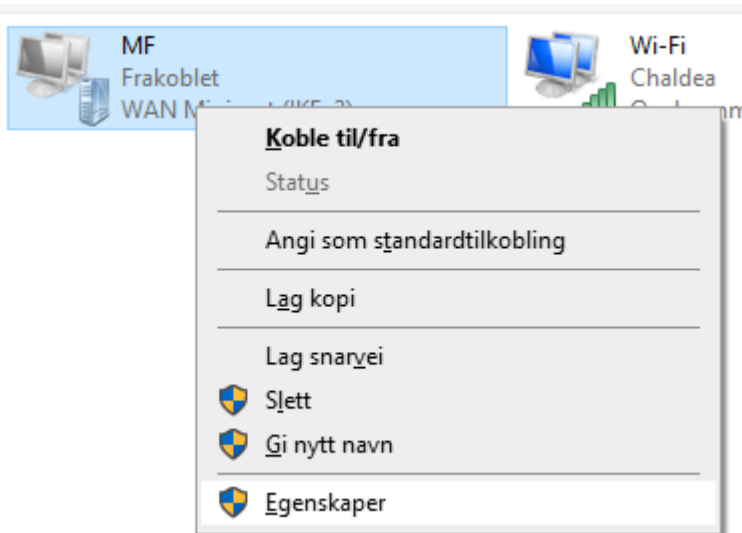 MF
Frakoblet
WAN
Wi-Fi
Chaldea
Koble til/fra
Status
Angi som standardtilkobling
Lag kopi
Lag snarvei
Slett
Gi nytt navn
Egenskaper